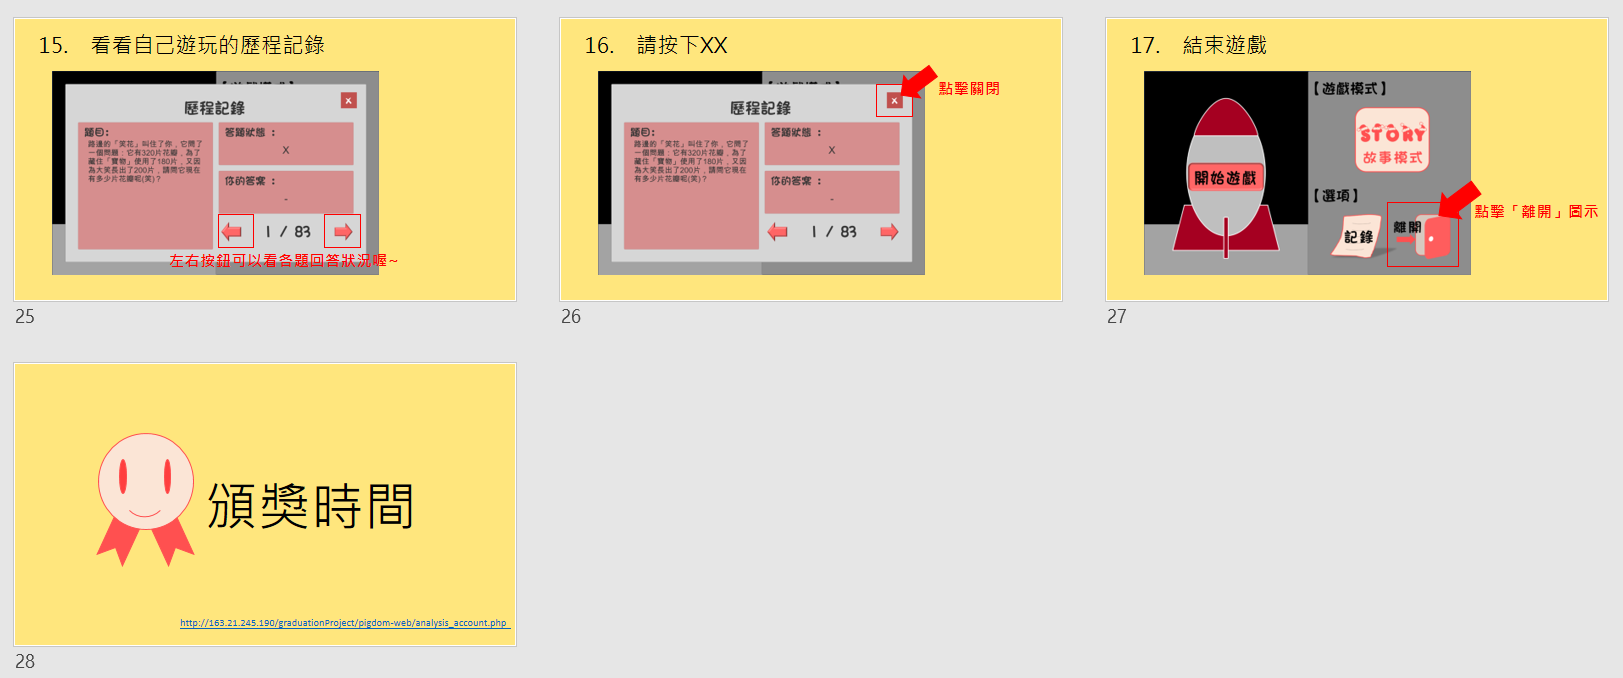 15. 看看自己遊玩的歷程記錄
歷程記錄
x
題目:
路邊的「笑花」叫住了你，它問了
一個問題：它有320片花瓣，為了
藏住「寶物」使用了180片，又因
為大笑長出了200片，請問它現在
有多少片花瓣呢(笑)？
答題狀態：
X
你的答案：
-
1 / 83
左右按鈕可以看各題回答狀況喔~
25
16. 請按下XX
點擊關閉
歷程記錄
x
題目:
路邊的「笑花」叫住了你，它問了
一個問題：它有320片花瓣，為了
藏住「寶物」使用了180片，又因
為大笑長出了200片，請問它現在
有多少片花瓣呢(笑)？
答題狀態：
X
你的答案：
-
1 / 83
26
17. 結束遊戲
【遊戲模式】
STORY
故事模式
開始遊戲
【選項】
記錄
離開
點擊「離開」圖示
27
頒獎時間
http://163.21.245.190/graduationProject/pigdom-web/analysis_account.php
28